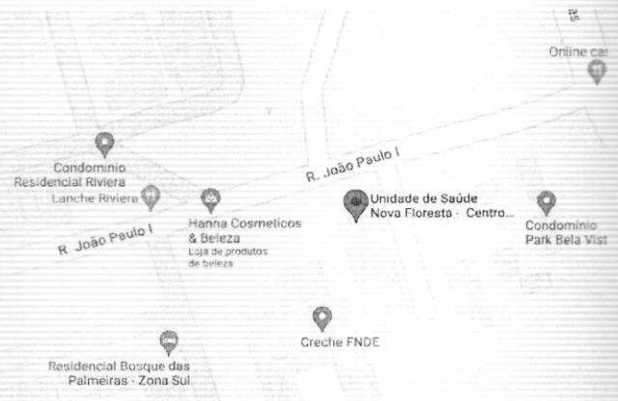 as
Online cas
R. João Paulo I
Condominio
Residencial Riviera
Lanche Riviera
Unidade de Saúde
Nova Floresta - Centro...
Condomínio
Park Bela Vist
Hanna Cosmeticos
& Beleza
Loja de produtos
de beleza
R. João Paulo I
Creche FNDE
Residencial Bosque das
Palmeiras - Zona Sul